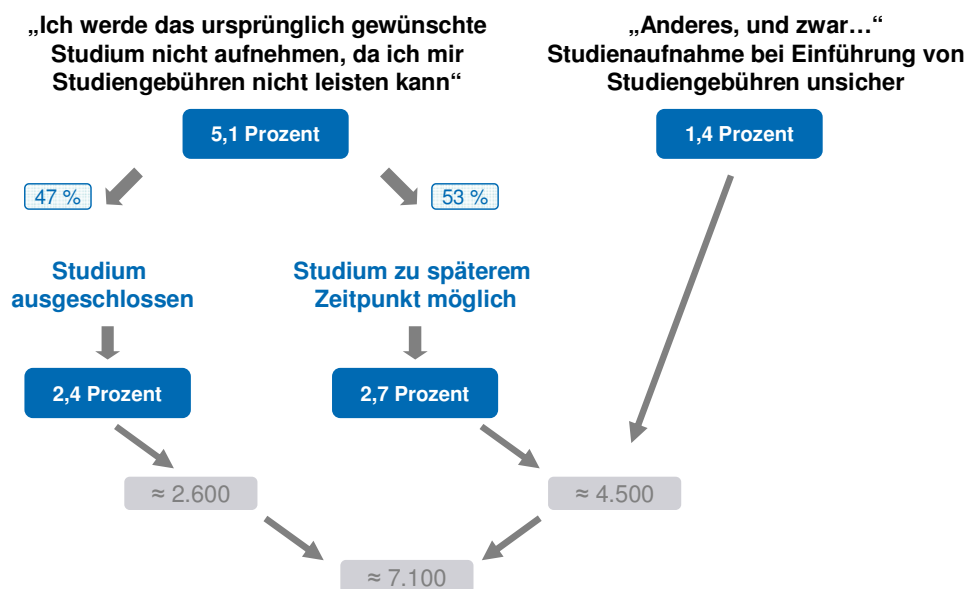 „Ich werde das ursprünglich gewünschte
Studium nicht aufnehmen, da ich mir
Studiengebühren nicht leisten kann“
„Anderes, und zwar…“
Studienaufnahme bei Einführung von
Studiengebühren unsicher
5,1 Prozent
1,4 Prozent
47 %
53 %
Studium
ausgeschlossen
Studium zu späterem
Zeitpunkt möglich
2,4 Prozent
2,7 Prozent
≈ 2.600
≈ 4.500
≈ 7.100